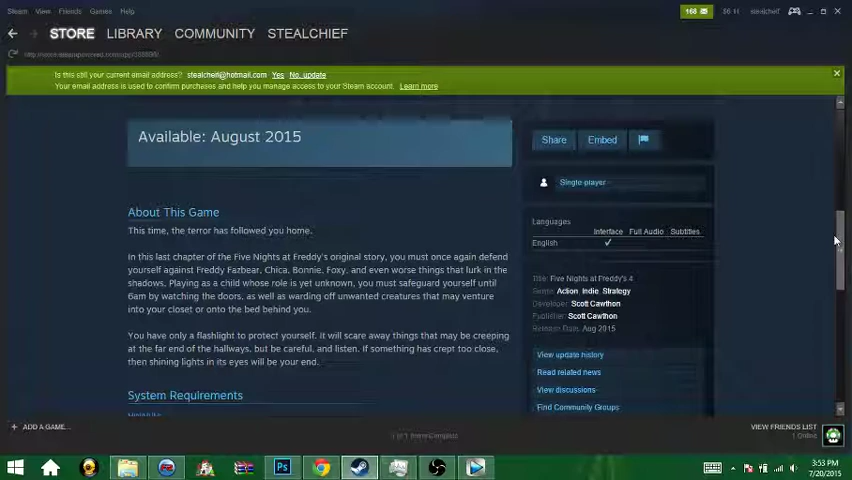 Steam View Friends Games Help
168 $6.11 stealchief
STORE LIBRARY COMMUNITY STEALCHIEF
Is this still your current email address? stealcheif@hotmail.com Yes No, update
Your email address is used to confirm purchases and help you manage access to your Steam account. Learn more
Available: August 2015
Share Embed
Single-player
About This Game
This time, the terror has followed you home.
In this last chapter of the Five Nights at Freddy's original story, you must once again defend
yourself against Freddy Fazbear, Chica, Bonnie, Foxy, and even worse things that lurk in the
shadows. Playing as a child whose role is yet unknown, you must safeguard yourself until
6am by watching the doors, as well as warding off unwanted creatures that may venture
into your closet or onto the bed behind you.
You have only a flashlight to protect yourself. It will scare away things that may be creeping
at the far end of the hallways, but be careful, and listen. If something has crept too close,
then shining lights in its eyes will be your end.
System Requirements
Languages
Interface Full Audio Subtitles
English ✓
Title: Five Nights at Freddy's 4
Genre: Action, Indie, Strategy
Developer: Scott Cawthon
Publisher: Scott Cawthon
Release Date: Aug 2015
View update history
Read related news
View discussions
Find Community Groups
+ ADD A GAME...
VIEW FRIENDS LIST
1 Online
Ps
3:53 PM
7/20/2015